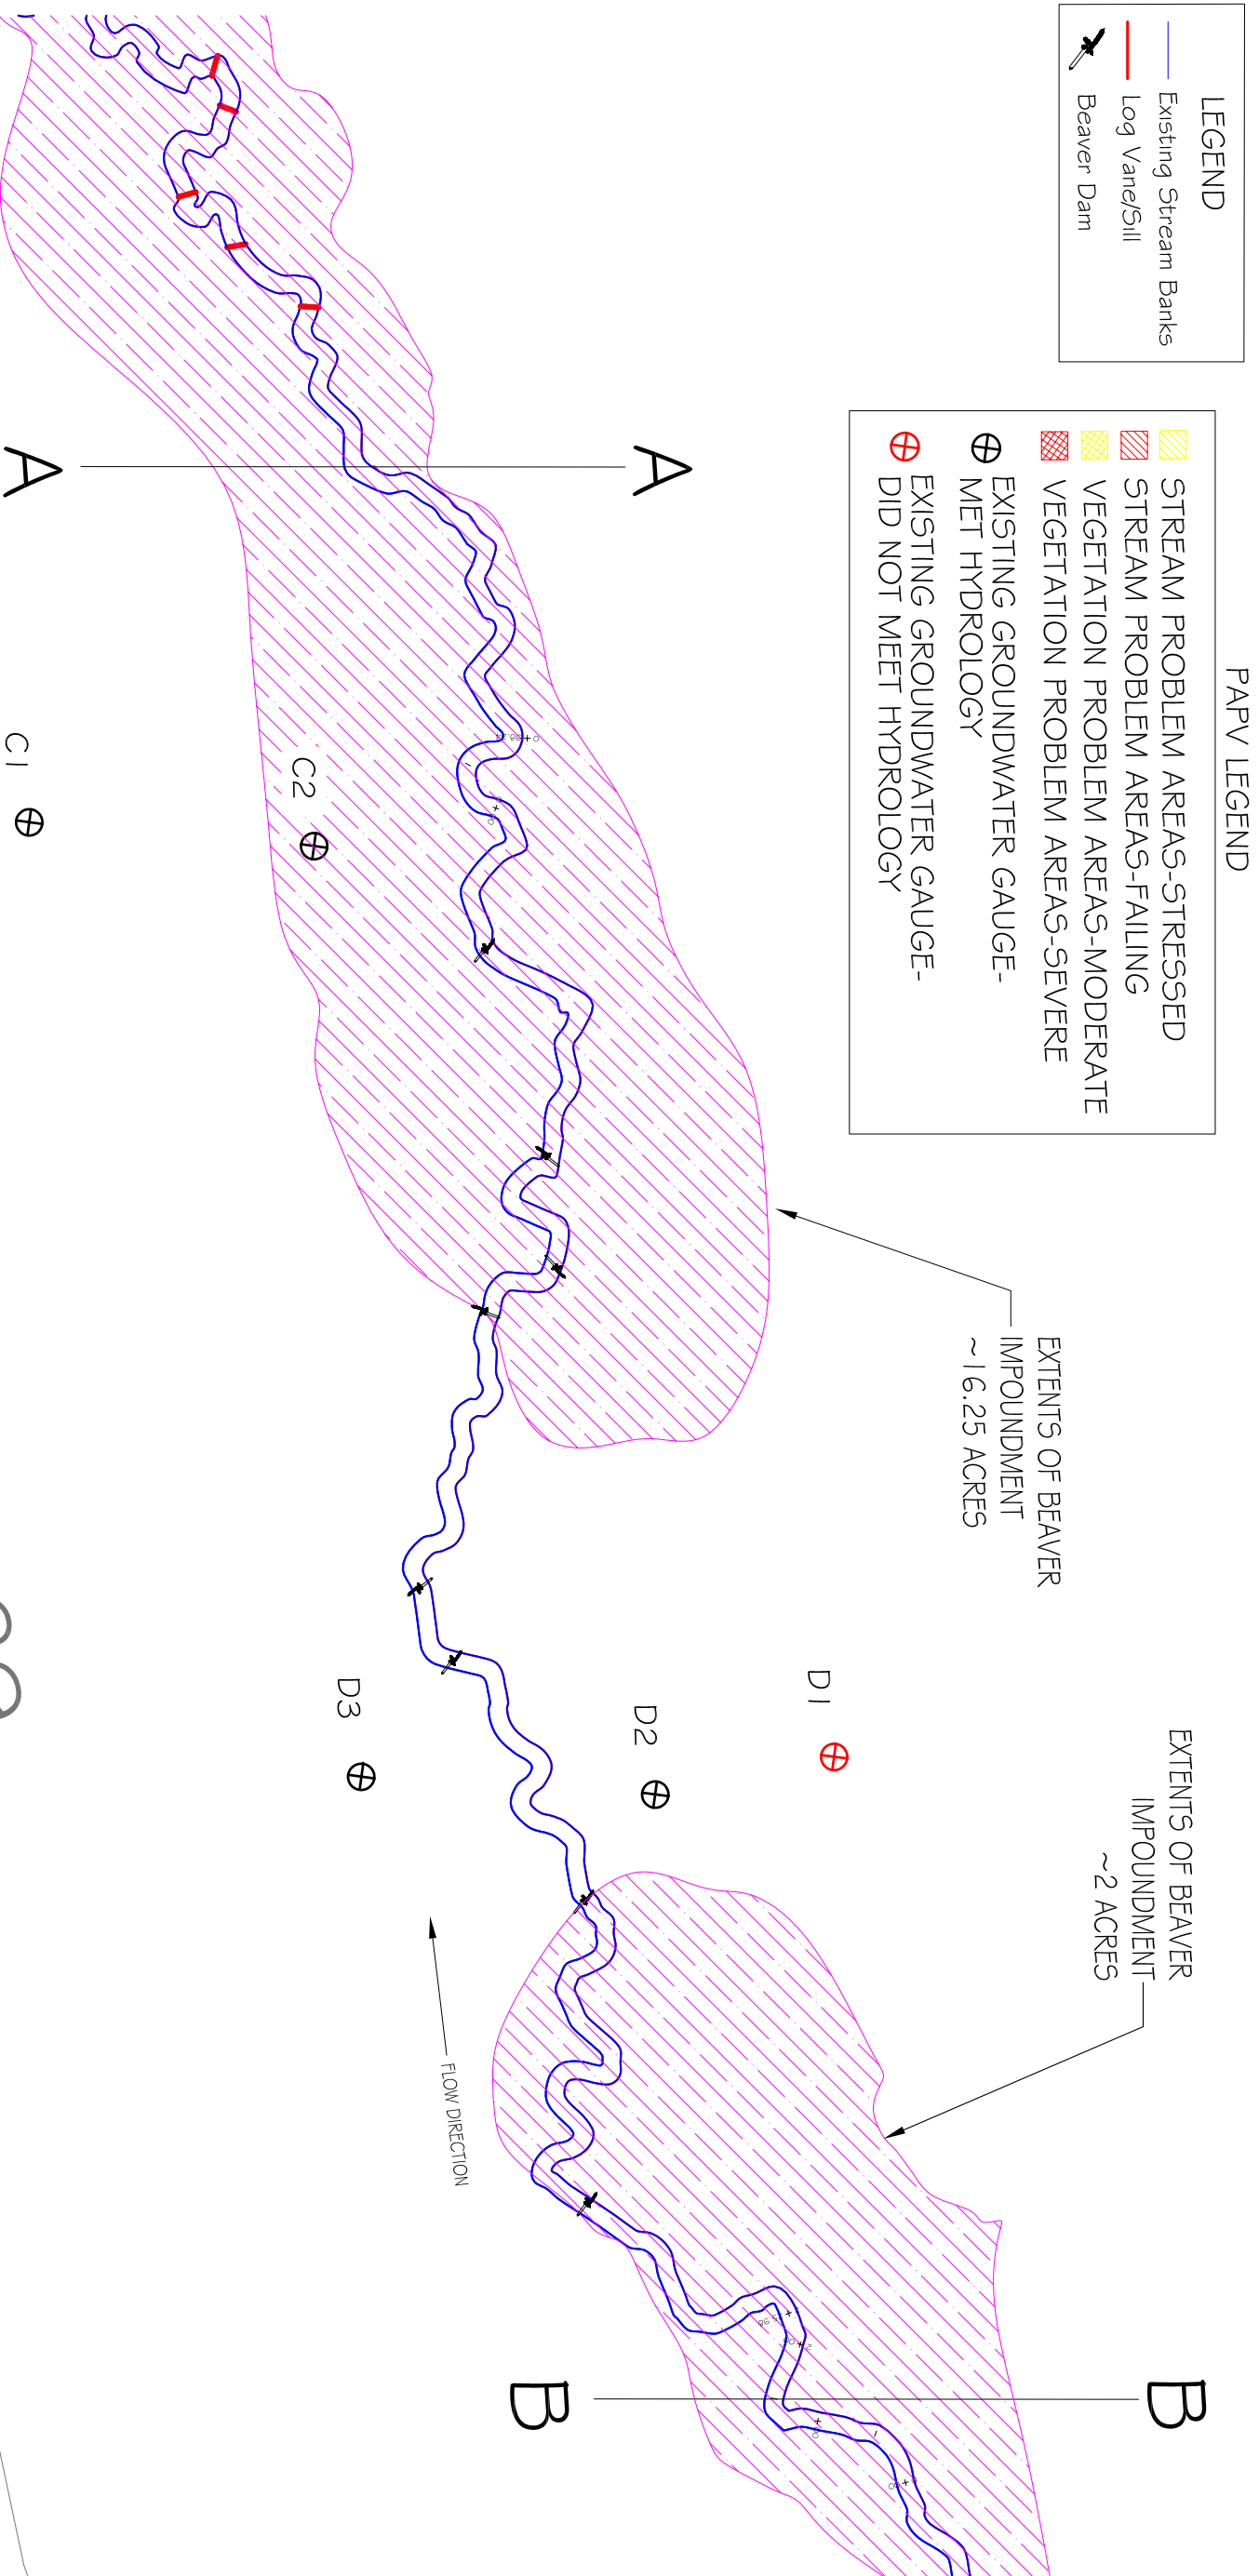 LEGEND
Existing Stream Banks
Log Vane/Sill
Beaver Dam
PAPV LEGEND
STREAM PROBLEM AREAS-STRESSED
STREAM PROBLEM AREAS-FAILING
VEGETATION PROBLEM AREAS-MODERATE
VEGETATION PROBLEM AREAS-SEVERE
EXISTING GROUNDWATER GAUGE-
MET HYDROLOGY
EXISTING GROUNDWATER GAUGE-
DID NOT MEET HYDROLOGY
A
A
C1
C2
EXTENTS OF BEAVER
IMPOUNDMENT
~16.25 ACRES
D1
D2
D3
EXTENTS OF BEAVER
IMPOUNDMENT
~2 ACRES
FLOW DIRECTION
B
B